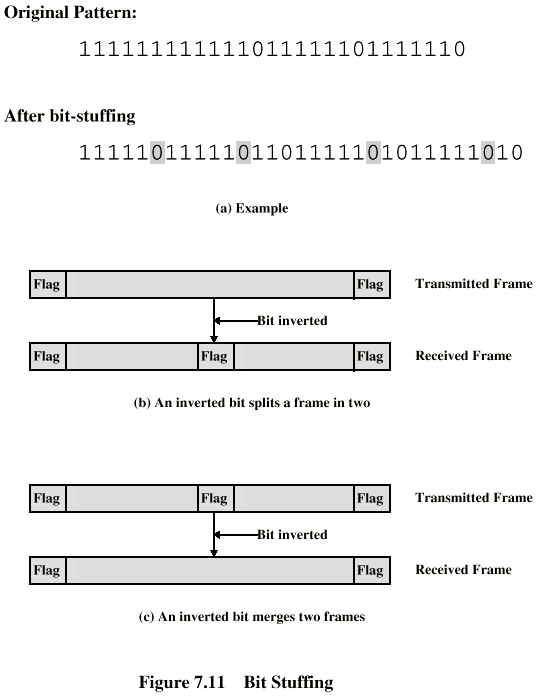 Original Pattern:
111111111111011111101111110
After bit-stuffing
1111101111101101111101011111010
(a) Example
Flag Flag Transmitted Frame
Bit inverted
Flag Flag Flag Received Frame
(b) An inverted bit splits a frame in two
Flag Flag Flag Transmitted Frame
Bit inverted
Flag Flag Received Frame
(c) An inverted bit merges two frames
Figure 7.11 Bit Stuffing